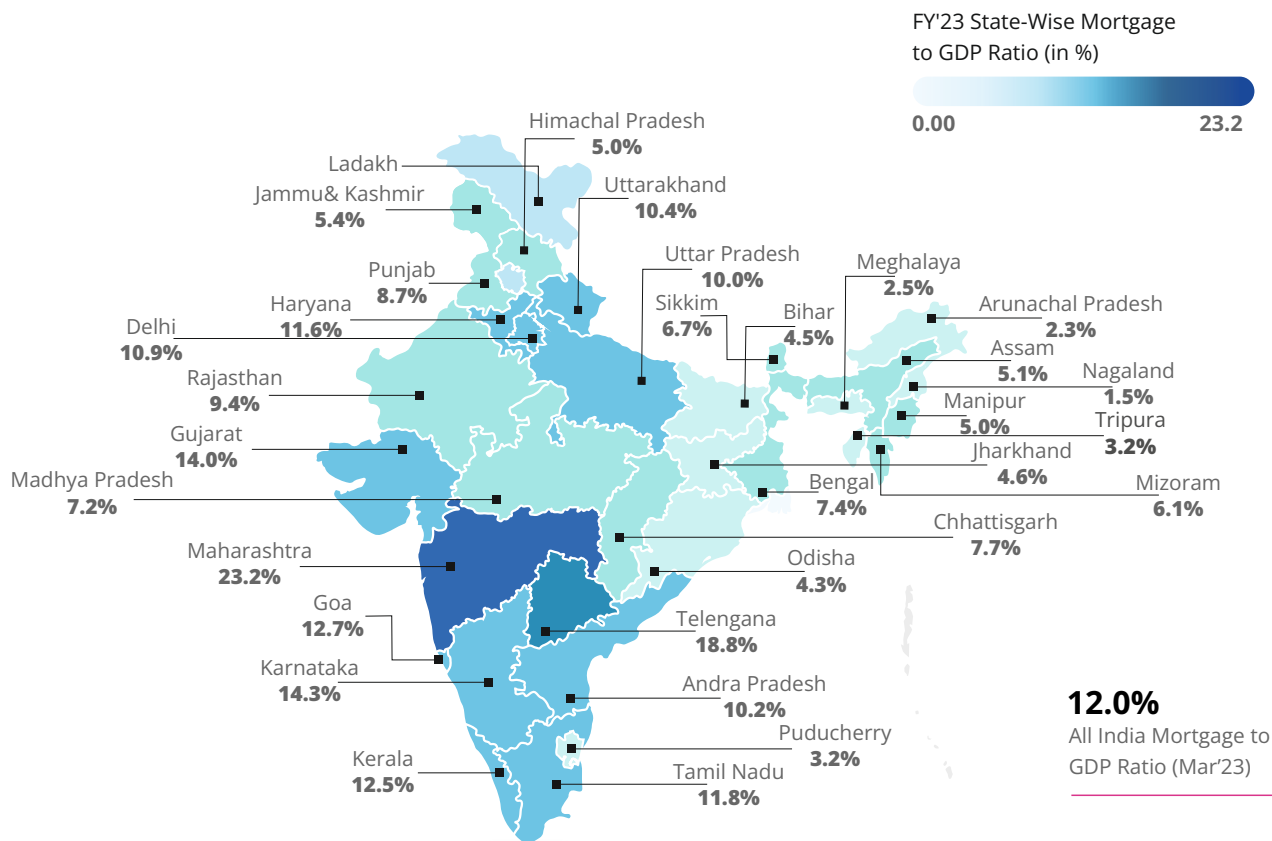 FY'23 State-Wise Mortgage
to GDP Ratio (in %)
0.00
23.2
Himachal Pradesh
5.0%
Ladakh
Jammu& Kashmir
5.4%
Uttarakhand
10.4%
Punjab
8.7%
Uttar Pradesh
10.0%
Meghalaya
2.5%
Haryana
11.6%
Sikkim
6.7%
Bihar
4.5%
Arunachal Pradesh
2.3%
Delhi
10.9%
Assam
5.1%
Rajasthan
9.4%
Nagaland
1.5%
Manipur
5.0%
Tripura
3.2%
Gujarat
14.0%
Jharkhand
4.6%
Madhya Pradesh
7.2%
Bengal
7.4%
Mizoram
6.1%
Chhattisgarh
7.7%
Maharashtra
23.2%
Odisha
4.3%
Goa
12.7%
Telengana
18.8%
Karnataka
14.3%
Andra Pradesh
10.2%
Puducherry
3.2%
Kerala
12.5%
Tamil Nadu
11.8%
12.0%
All India Mortgage to
GDP Ratio (Mar’23)